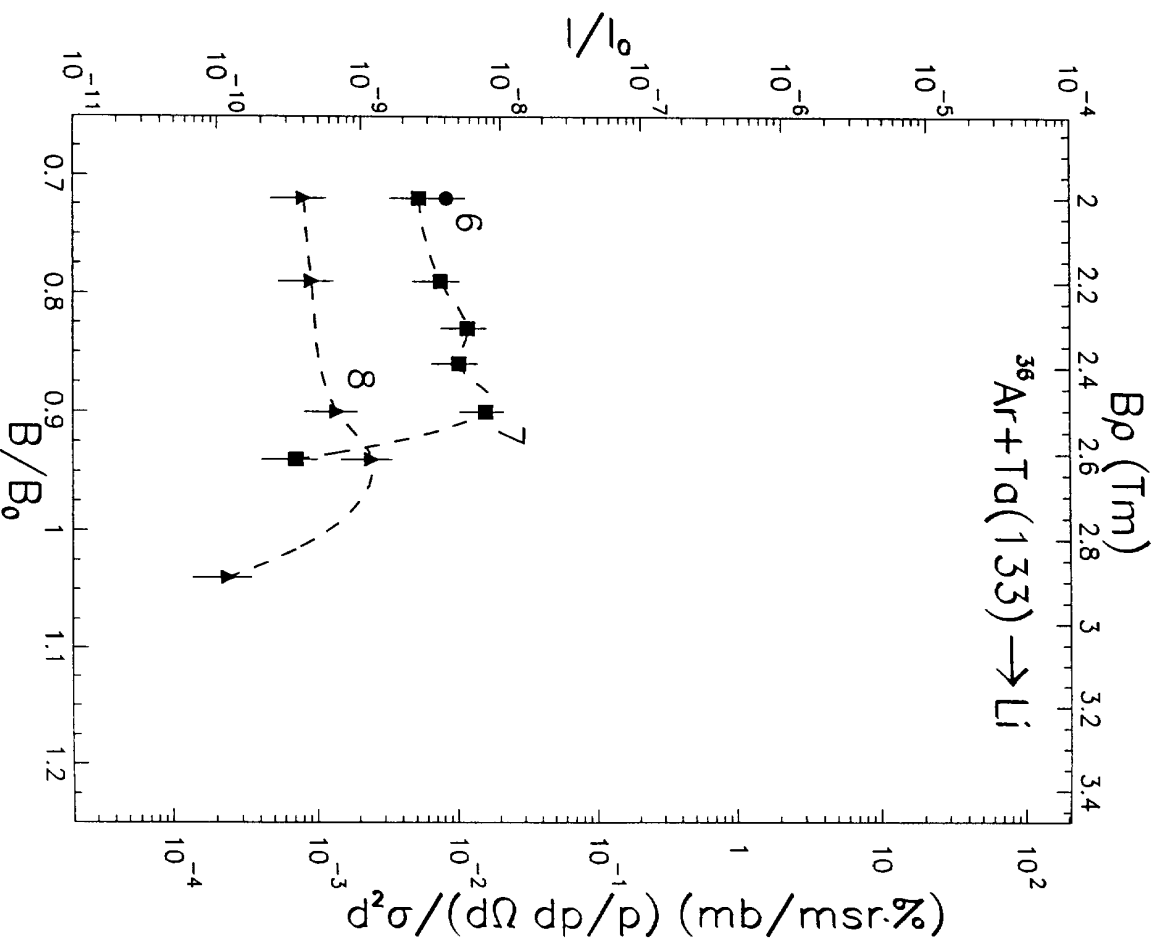 Bρ (Tm)
2 2.2 2.4 2.6 2.8 3 3.2 3.4
³⁶Ar+Ta(133)→Li
I/I₀
10⁻⁴
10⁻⁵
10⁻⁶
10⁻⁷
10⁻⁸
10⁻⁹
10⁻¹⁰
10⁻¹¹
6
7
8
d²σ/(dΩ dp/p) (mb/msr·%)
10²
10
1
10⁻¹
10⁻²
10⁻³
10⁻⁴
0.7 0.8 0.9 1 1.1 1.2
B/B₀